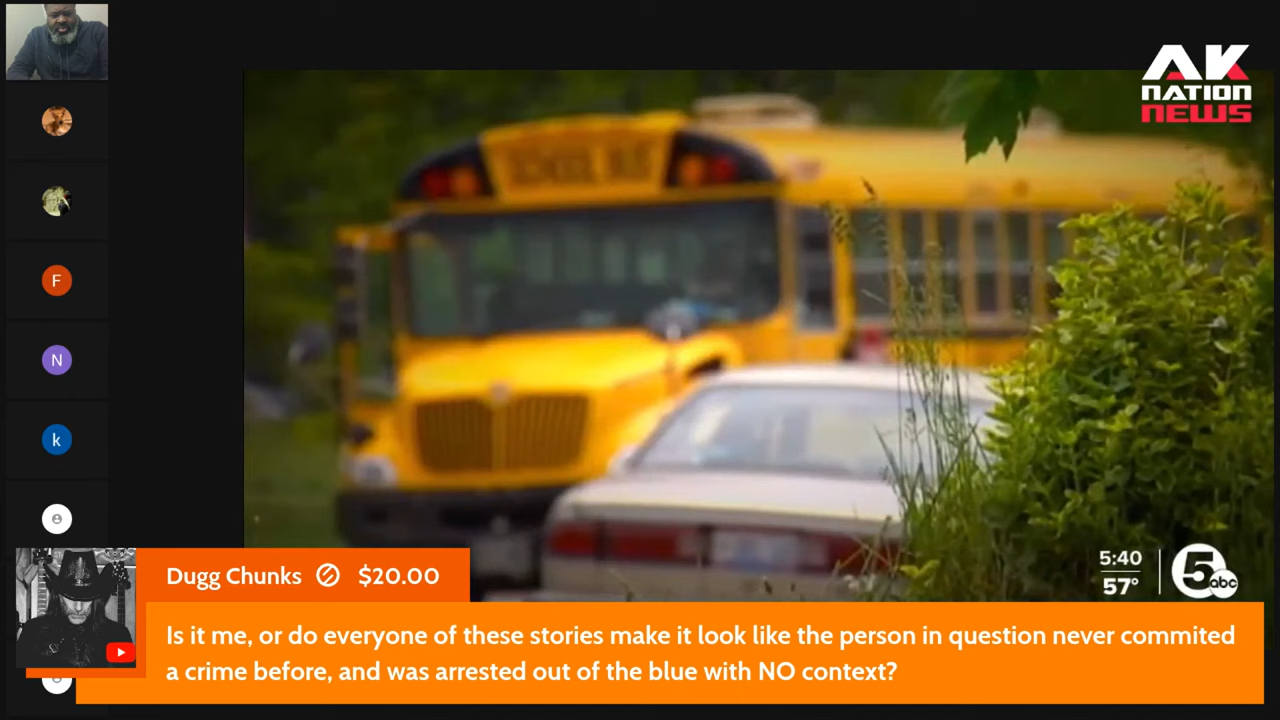 AK
NATION
NEWS
SCHOOL BUS
F
N
k
5:40
57°
5
abc
Dugg Chunks $20.00
Is it me, or do everyone of these stories make it look like the person in question never commited
a crime before, and was arrested out of the blue with NO context?